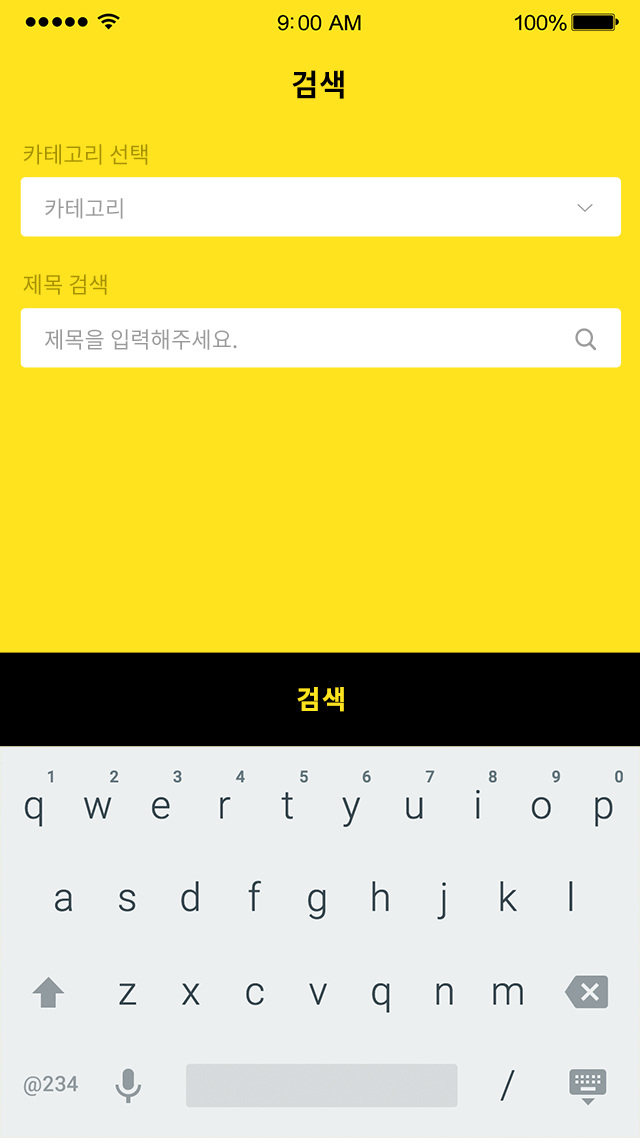 9:00 AM 100%
검색
카테고리 선택
카테고리
제목 검색
제목을 입력해주세요.
검색
1 2 3 4 5 6 7 8 9 0
q w e r t y u i o p
a s d f g h j k l
z x c v q n m
@234 /